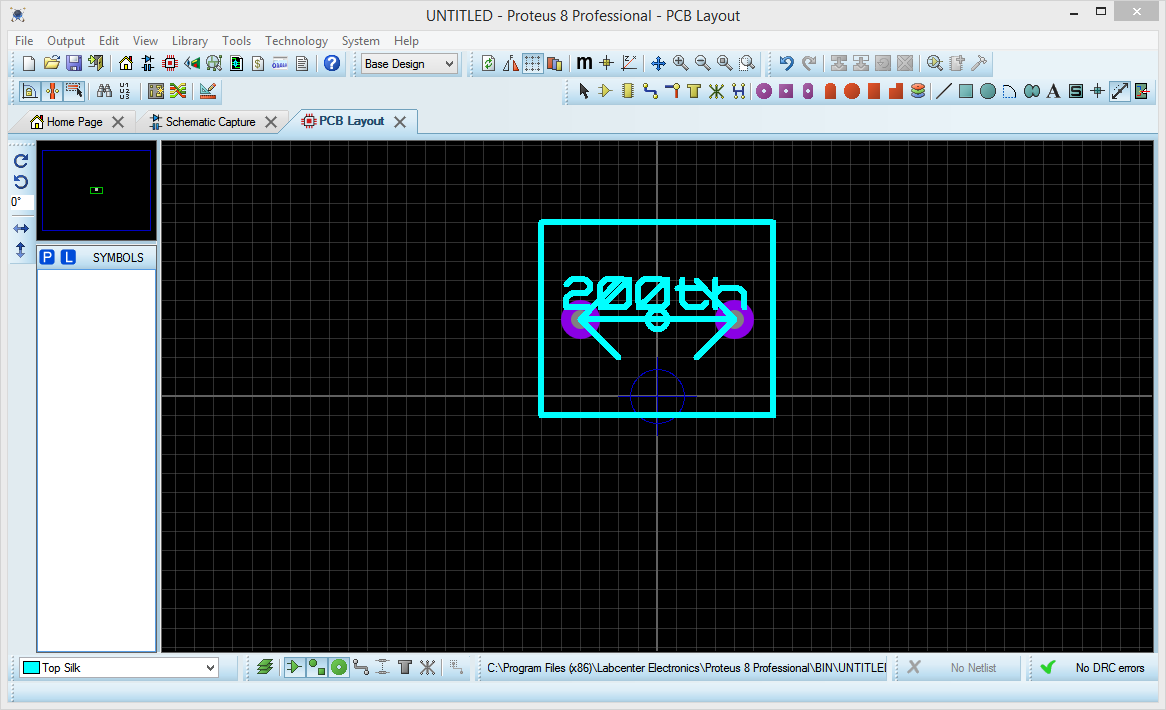 UNTITLED - Proteus 8 Professional - PCB Layout
File Output Edit View Library Tools Technology System Help
Base Design
m
A
S
Home Page
Schematic Capture
PCB Layout
0°
P L SYMBOLS
200th
Top Silk
C:\Program Files (x86)\Labcenter Electronics\Proteus 8 Professional\BIN\UNTITLE
No Netlist
No DRC errors